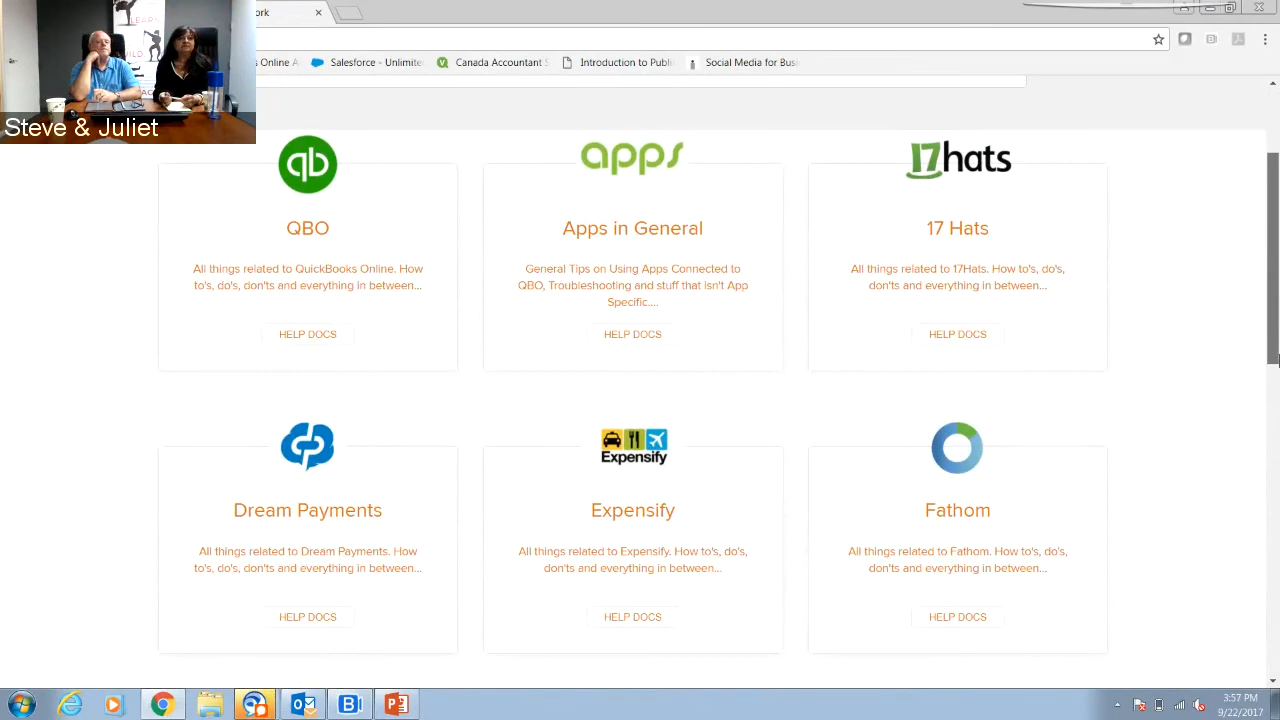 LEARN
Steve & Juliet
ork
s Online A
Salesforce - Unlimite
Canada Accountant S
Introduction to Public
Social Media for Bus
qb
apps
17hats
QBO
Apps in General
17 Hats
All things related to QuickBooks Online. How
to's, do's, don'ts and everything in between...
General Tips on Using Apps Connected to
QBO, Troubleshooting and stuff that isn't App
Specific....
All things related to 17Hats. How to's, do's,
don'ts and everything in between...
HELP DOCS
HELP DOCS
HELP DOCS
Expensify
Dream Payments
Expensify
Fathom
All things related to Dream Payments. How
to's, do's, don'ts and everything in between...
All things related to Expensify. How to's, do's,
don'ts and everything in between...
All things related to Fathom. How to's, do's,
don'ts and everything in between...
HELP DOCS
HELP DOCS
HELP DOCS
3:57 PM
9/22/2017